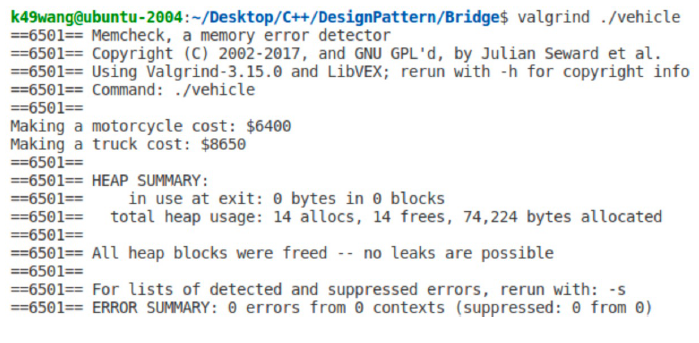 k49wang@ubuntu-2004:~/Desktop/C++/DesignPattern/Bridge$ valgrind ./vehicle
==6501== Memcheck, a memory error detector
==6501== Copyright (C) 2002-2017, and GNU GPL'd, by Julian Seward et al.
==6501== Using Valgrind-3.15.0 and LibVEX; rerun with -h for copyright info
==6501== Command: ./vehicle
==6501==
Making a motorcycle cost: $6400
Making a truck cost: $8650
==6501==
==6501== HEAP SUMMARY:
==6501==     in use at exit: 0 bytes in 0 blocks
==6501==   total heap usage: 14 allocs, 14 frees, 74,224 bytes allocated
==6501==
==6501== All heap blocks were freed -- no leaks are possible
==6501==
==6501== For lists of detected and suppressed errors, rerun with: -s
==6501== ERROR SUMMARY: 0 errors from 0 contexts (suppressed: 0 from 0)